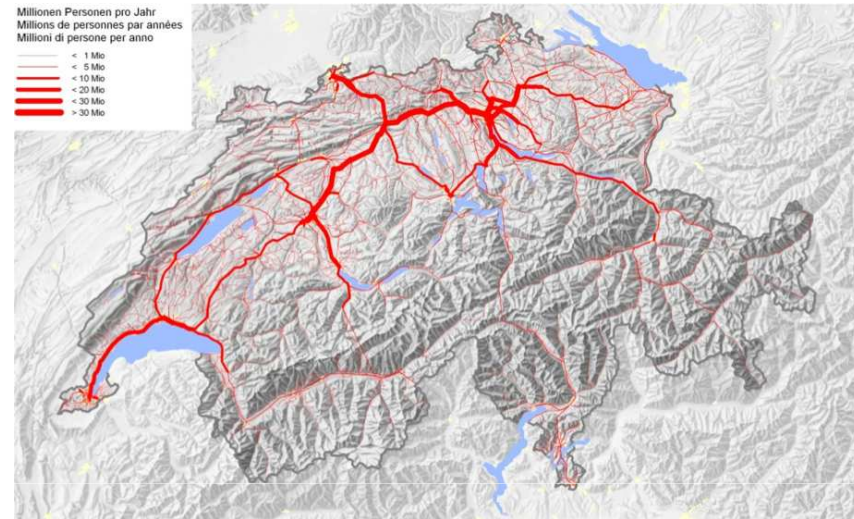 Millionen Personen pro Jahr
Millions de personnes par années
Millioni di persone per anno
< 1 Mio
< 5 Mio
< 10 Mio
< 20 Mio
< 30 Mio
> 30 Mio